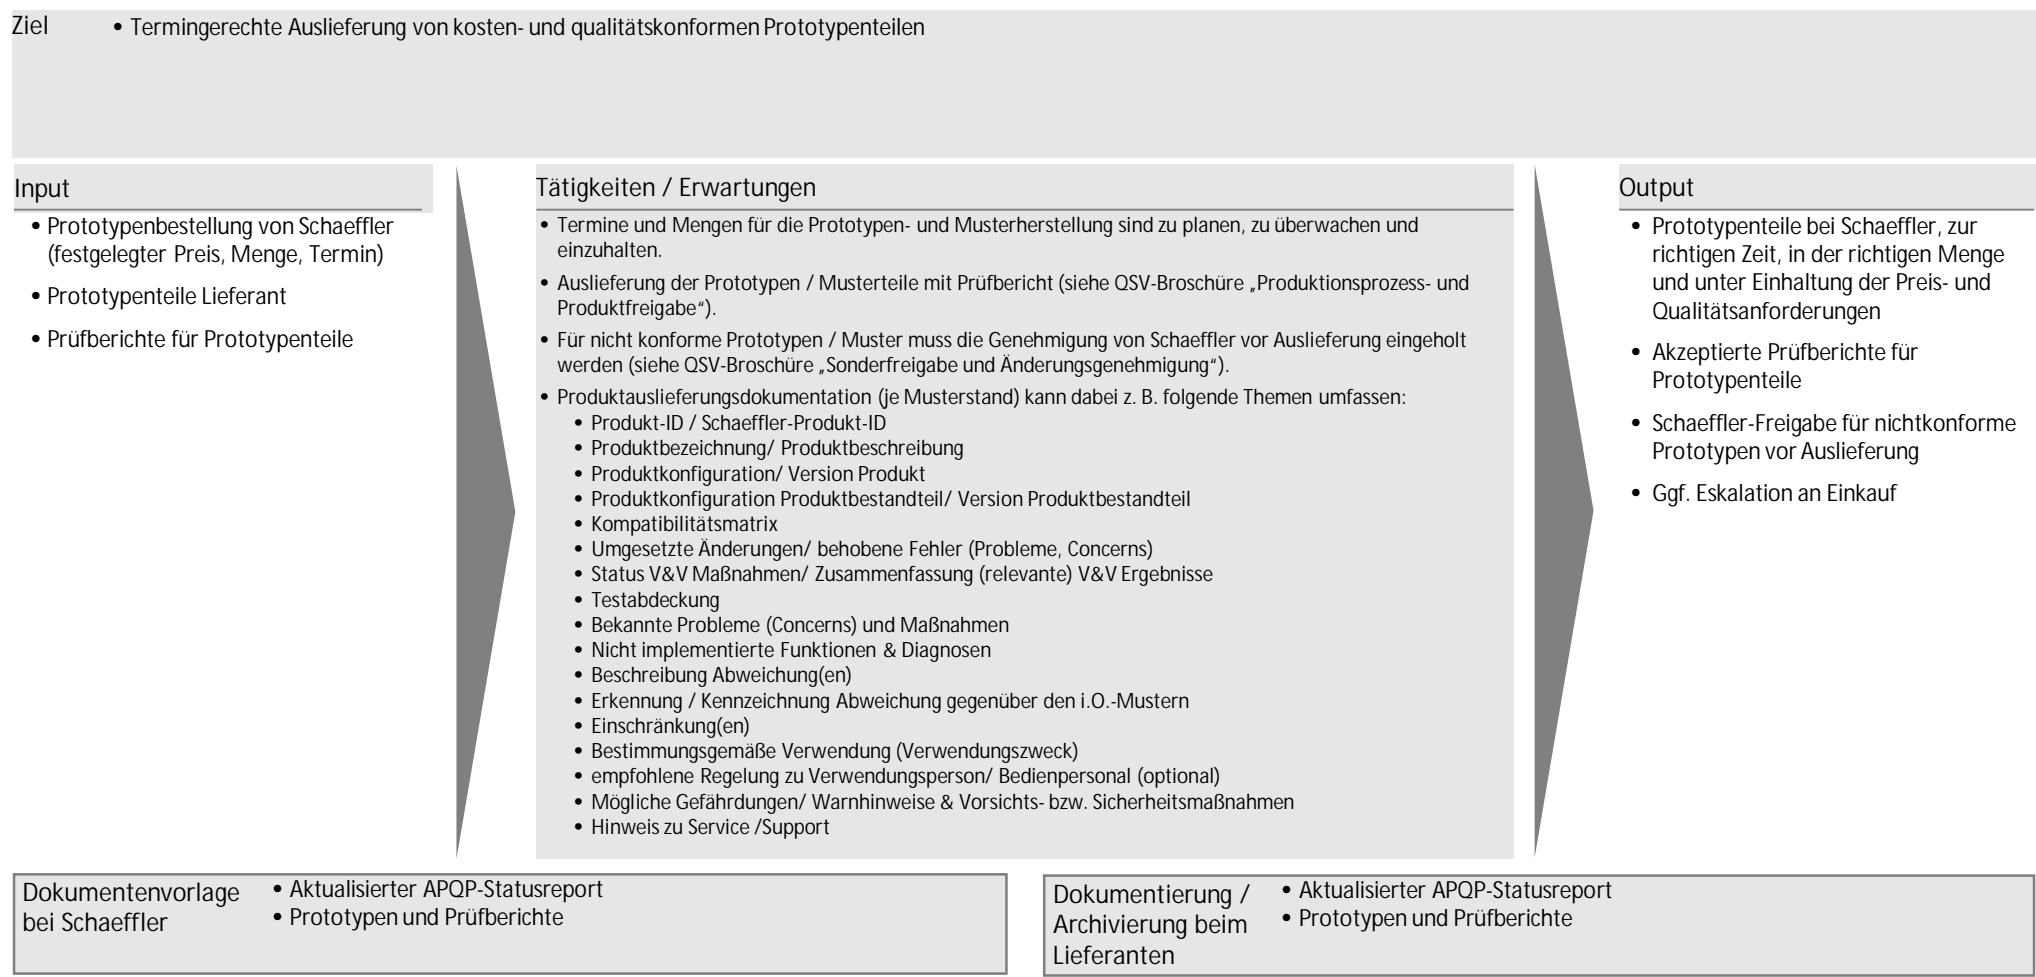 Ziel
• Termingerechte Auslieferung von kosten- und qualitätskonformen Prototypenteilen
Input
• Prototypenbestellung von Schaeffler
(festgelegter Preis, Menge, Termin)
• Prototypenteile Lieferant
• Prüfberichte für Prototypenteile
Tätigkeiten / Erwartungen
• Termine und Mengen für die Prototypen- und Musterherstellung sind zu planen, zu überwachen und
einzuhalten.
• Auslieferung der Prototypen / Musterteile mit Prüfbericht (siehe QSV-Broschüre „Produktionsprozess- und
Produktfreigabe“).
• Für nicht konforme Prototypen / Muster muss die Genehmigung von Schaeffler vor Auslieferung eingeholt
werden (siehe QSV-Broschüre „Sonderfreigabe und Änderungsgenehmigung“).
• Produktauslieferungsdokumentation (je Musterstand) kann dabei z. B. folgende Themen umfassen:
• Produkt-ID / Schaeffler-Produkt-ID
• Produktbezeichnung/ Produktbeschreibung
• Produktkonfiguration/ Version Produkt
• Produktkonfiguration Produktbestandteil/ Version Produktbestandteil
• Kompatibilitätsmatrix
• Umgesetzte Änderungen/ behobene Fehler (Probleme, Concerns)
• Status V&V Maßnahmen/ Zusammenfassung (relevante) V&V Ergebnisse
• Testabdeckung
• Bekannte Probleme (Concerns) und Maßnahmen
• Nicht implementierte Funktionen & Diagnosen
• Beschreibung Abweichung(en)
• Erkennung / Kennzeichnung Abweichung gegenüber den i.O.-Mustern
• Einschränkung(en)
• Bestimmungsgemäße Verwendung (Verwendungszweck)
• empfohlene Regelung zu Verwendungsperson/ Bedienpersonal (optional)
• Mögliche Gefährdungen/ Warnhinweise & Vorsichts- bzw. Sicherheitsmaßnahmen
• Hinweis zu Service /Support
Output
• Prototypenteile bei Schaeffler, zur
richtigen Zeit, in der richtigen Menge
und unter Einhaltung der Preis- und
Qualitätsanforderungen
• Akzeptierte Prüfberichte für
Prototypenteile
• Schaeffler-Freigabe für nichtkonforme
Prototypen vor Auslieferung
• Ggf. Eskalation an Einkauf
Dokumentenvorlage
bei Schaeffler
• Aktualisierter APQP-Statusreport
• Prototypen und Prüfberichte
Dokumentierung /
Archivierung beim
Lieferanten
• Aktualisierter APQP-Statusreport
• Prototypen und Prüfberichte